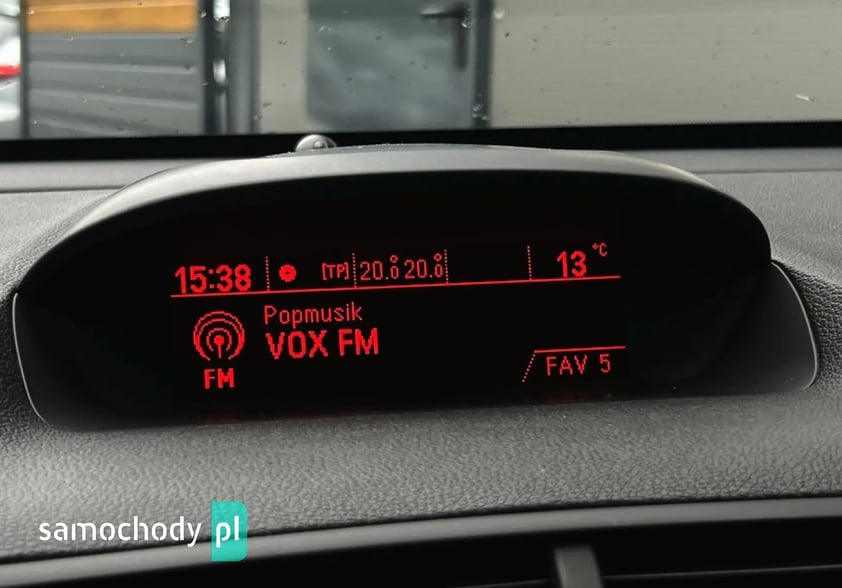 15:38 [TP] 20.0 20.0 13 °C
Popmusik
VOX FM
FM
FAV 5
samochody pl